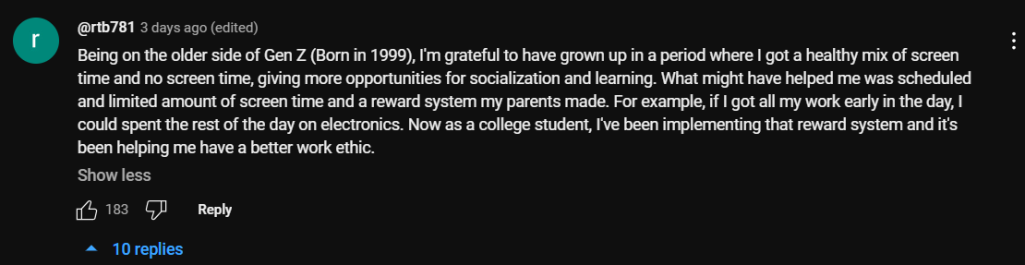 r
@rtb781 3 days ago (edited)
Being on the older side of Gen Z (Born in 1999), I'm grateful to have grown up in a period where I got a healthy mix of screen
time and no screen time, giving more opportunities for socialization and learning. What might have helped me was scheduled
and limited amount of screen time and a reward system my parents made. For example, if I got all my work early in the day, I
could spent the rest of the day on electronics. Now as a college student, I've been implementing that reward system and it's
been helping me have a better work ethic.
Show less
183 Reply
10 replies